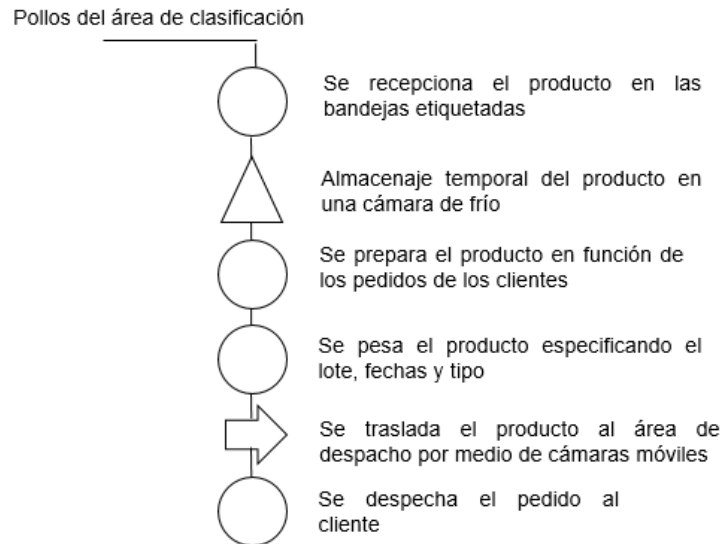 Pollos del área de clasificación
Se recepciona el producto en las
bandejas etiquetadas
Almacenaje temporal del producto en
una cámara de frío
Se prepara el producto en función de
los pedidos de los clientes
Se pesa el producto especificando el
lote, fechas y tipo
Se traslada el producto al área de
despacho por medio de cámaras móviles
Se despecha el pedido al
cliente